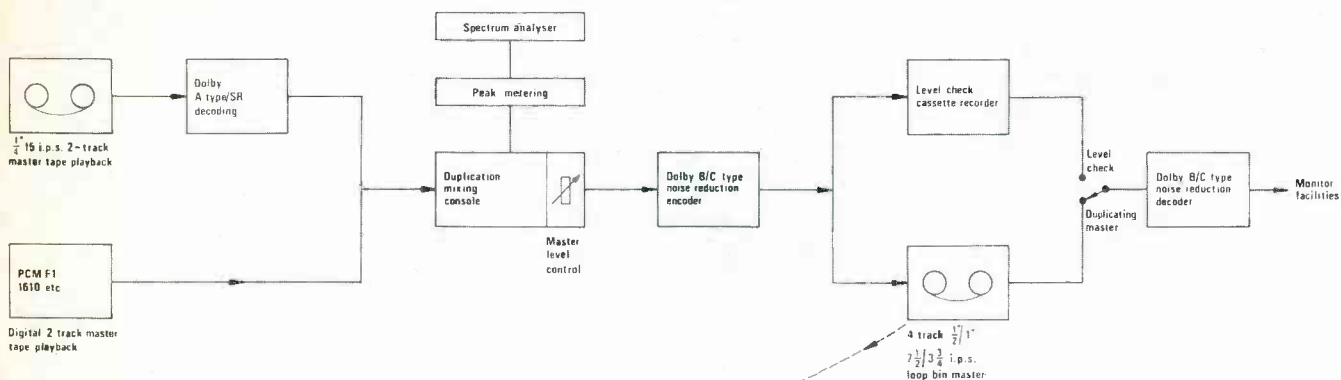 Spectrum analyser
Peak metering
Dolby
A type/SR
decoding
1/4" 15 i.p.s. 2-track
master tape playback
Duplication
mixing
console
Master
level
control
Dolby B/C type
noise reduction
encoder
Level check
cassette recorder
Level
check
Duplicating
master
Dolby B/C type
noise reduction
decoder
Monitor
facilities
PCM F1
1610 etc
Digital 2 track master
tape playback
4 track 1/2"/1"
7 1/2/3 3/4 i.p.s.
loop bin master